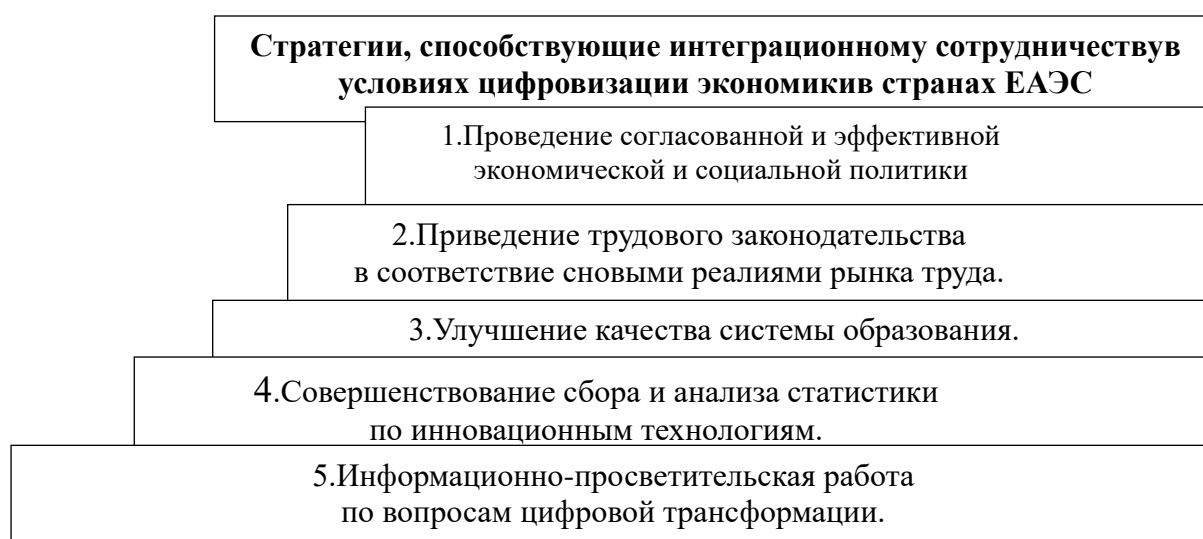 Стратегии, способствующие интеграционному сотрудничествув
условиях цифровизации экономикив странах ЕАЭС
1.Проведение согласованной и эффективной
экономической и социальной политики
2.Приведение трудового законодательства
в соответствие сновыми реалиями рынка труда.
3.Улучшение качества системы образования.
4.Совершенствование сбора и анализа статистики
по инновационным технологиям.
5.Информационно-просветительская работа
по вопросам цифровой трансформации.